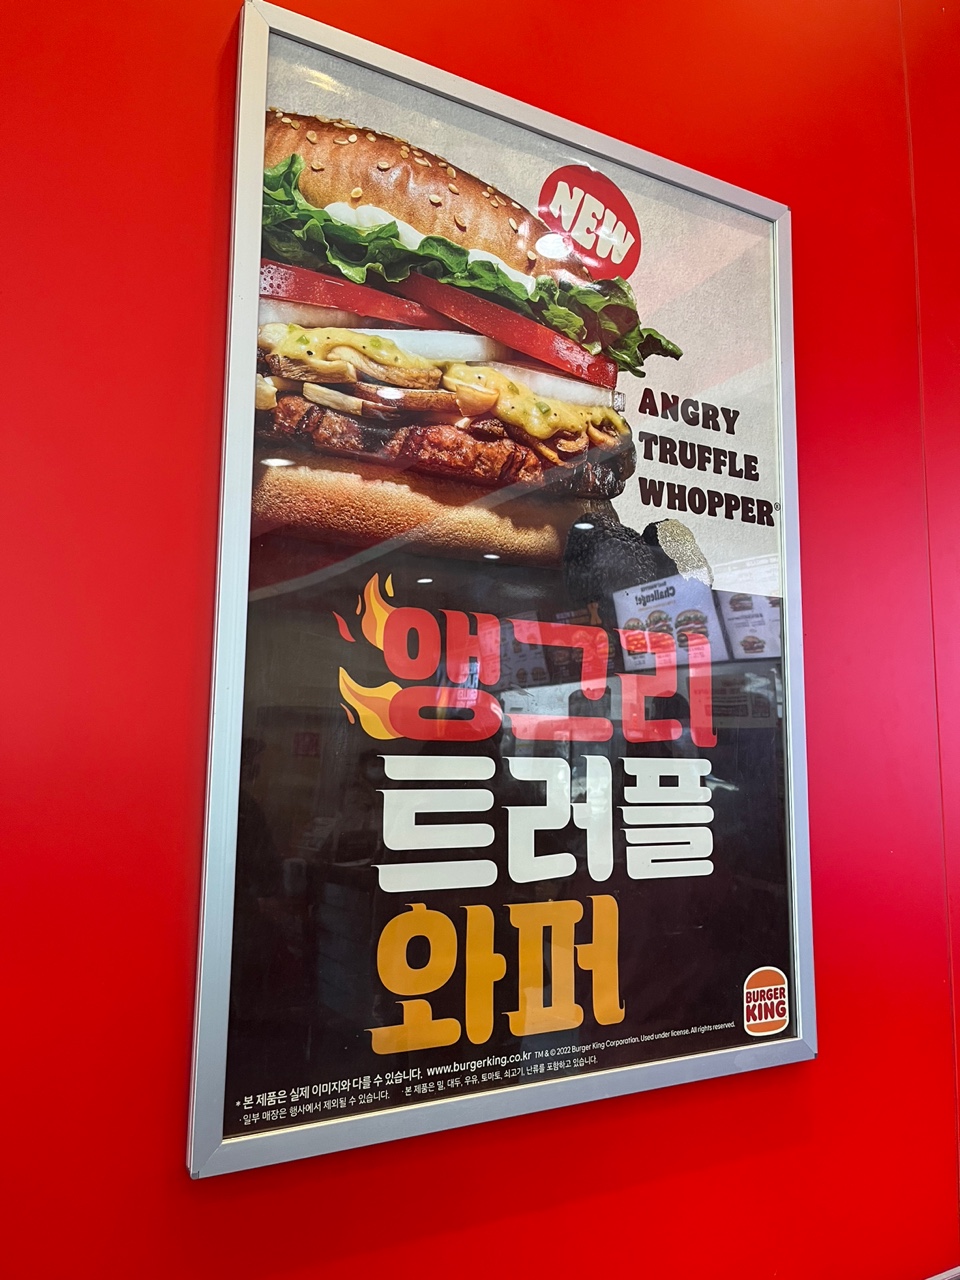 NEW
ANGRY
TRUFFLE
WHOPPER®
Challenge!
앵그리
트러플
와퍼
BURGER
KING
* 본 제품은 실제 이미지와 다를 수 있습니다. www.burgerking.co.kr TM & © 2022 Burger King Corporation. Used under license. All rights reserved.
· 일부 매장은 행사에서 제외될 수 있습니다. · 본 제품은 밀, 대두, 우유, 토마토, 쇠고기, 난류를 포함하고 있습니다.